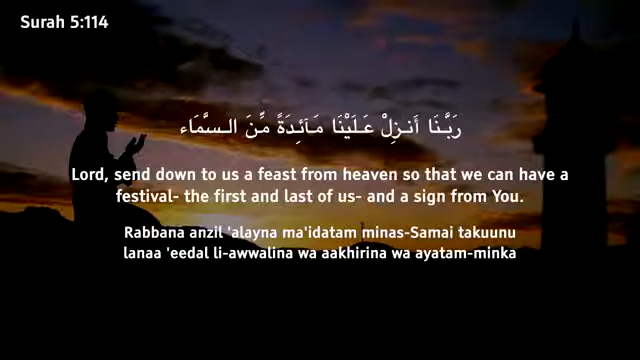 Surah 5:114
رَبَّنَا أَنزِلْ عَلَيْنَا مَآئِدَةً مِّنَ السَّمَاء
Lord, send down to us a feast from heaven so that we can have a
festival- the first and last of us- and a sign from You.
Rabbana anzil 'alayna ma'idatam minas-Samai takuunu
lanaa 'eedal li-awwalina wa aakhirina wa ayatam-minka